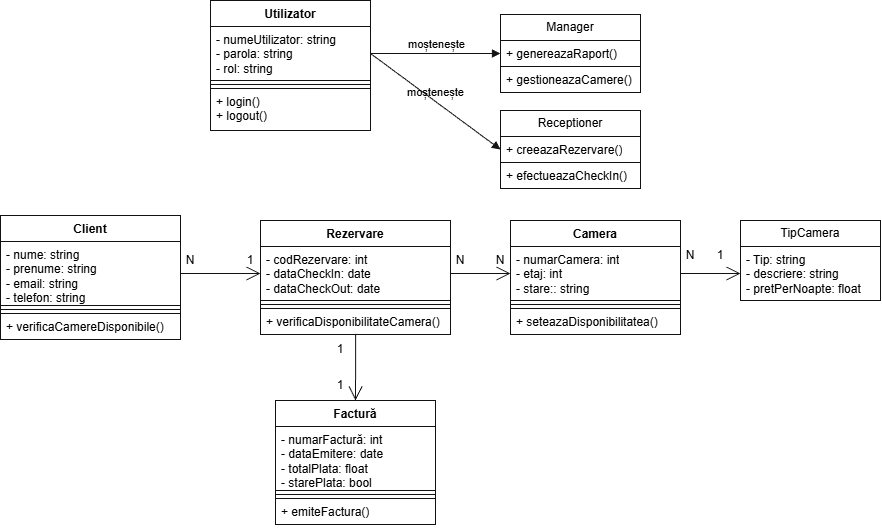 Utilizator
- numeUtilizator: string
- parola: string
- rol: string
+ login()
+ logout()
moștenește
moștenește
Manager
+ genereazaRaport()
+ gestioneazaCamere()
Receptioner
+ creeazaRezervare()
+ efectueazaCheckIn()
Client
- nume: string
- prenume: string
- email: string
- telefon: string
+ verificaCamereDisponibile()
N
1
Rezervare
- codRezervare: int
- dataCheckIn: date
- dataCheckOut: date
+ verificaDisponibilitateCamera()
N
N
Camera
- numarCamera: int
- etaj: int
- stare:: string
+ seteazaDisponibilitatea()
N
1
TipCamera
- Tip: string
- descriere: string
- pretPerNoapte: float
1
1
Factură
- numarFactură: int
- dataEmitere: date
- totalPlata: float
- starePlata: bool
+ emiteFactura()